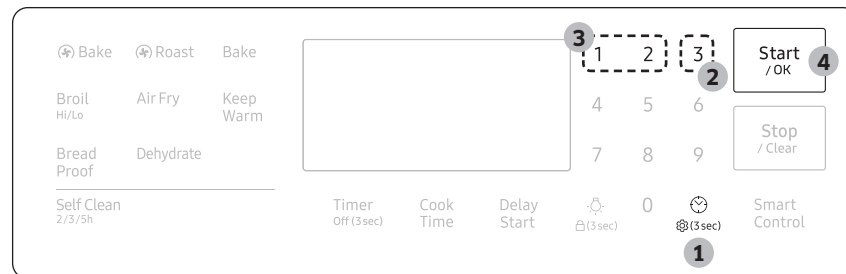 Bake Roast Bake
Broil Air Fry Keep
Hi/Lo Warm
Bread Dehydrate
Proof
Self Clean
2/3/5h
Timer Cook Delay
Off (3 sec) Time Start
3
1 2 3
2
4 5 6
7 8 9
0
(3 sec) (3 sec)
1
Start
/ OK
4
Stop
/ Clear
Smart
Control